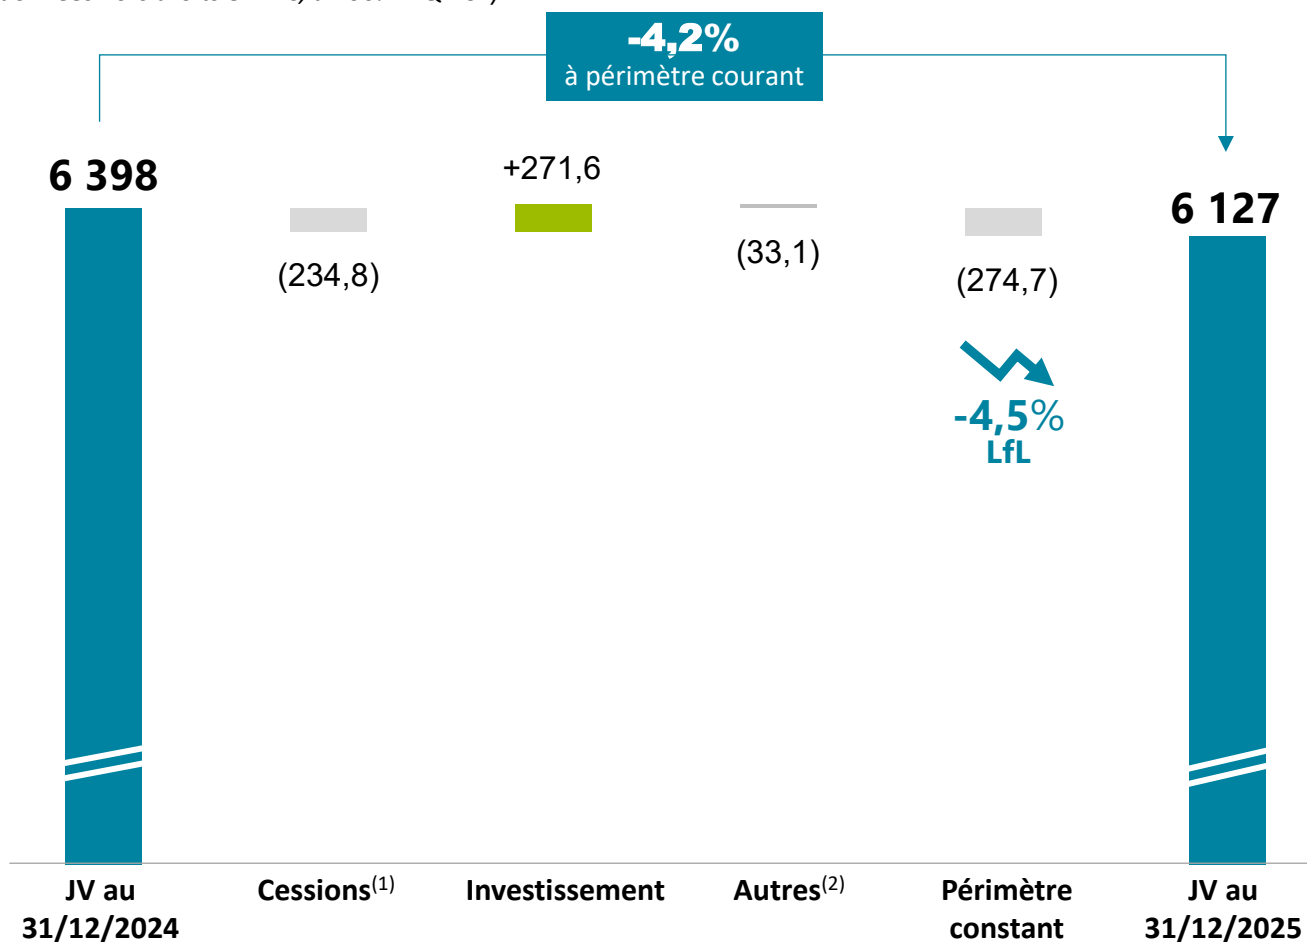 -4,2%
à périmètre courant
6 398
+271,6
6 127
(234,8)
(33,1)
(274,7)
-4,5%
LfL
JV au
31/12/2024
Cessions(1)
Investissement
Autres(2)
Périmètre
constant
JV au
31/12/2025